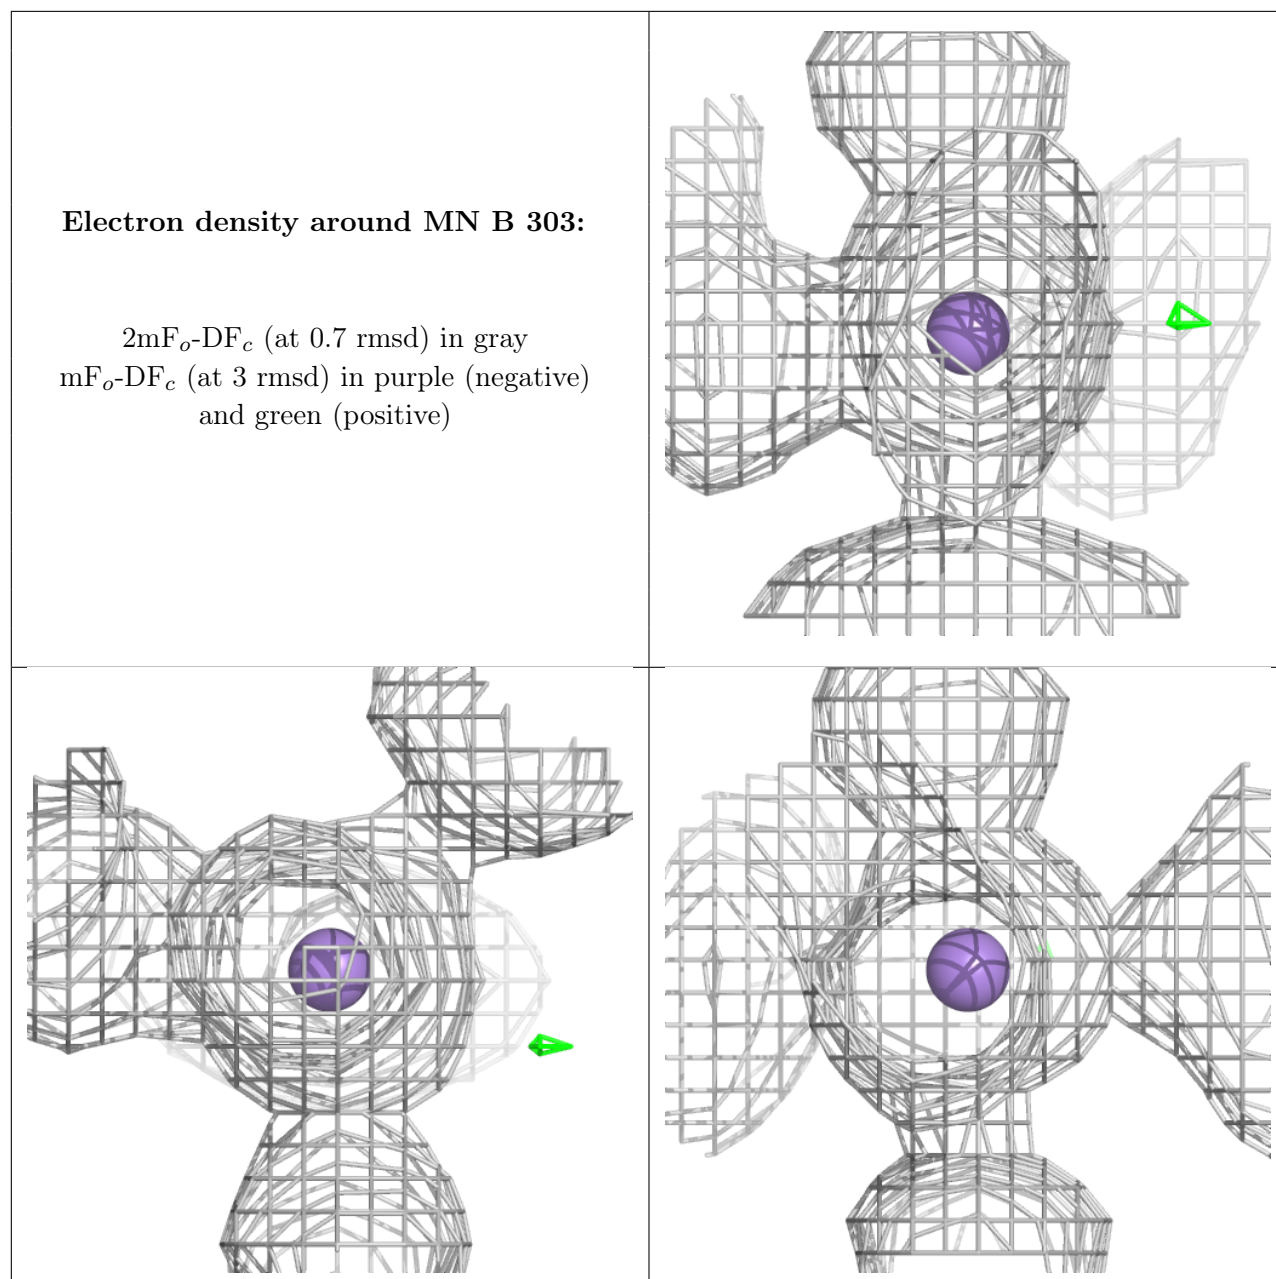 Electron density around MN B 303:
2mFo-DFc (at 0.7 rmsd) in gray
mFo-DFc (at 3 rmsd) in purple (negative)
and green (positive)